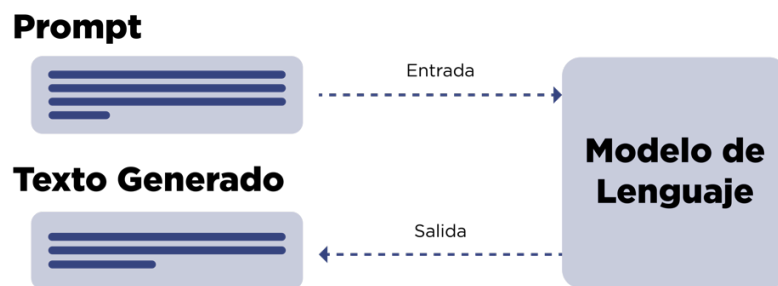 Prompt
Entrada
Modelo de
Lenguaje
Texto Generado
Salida